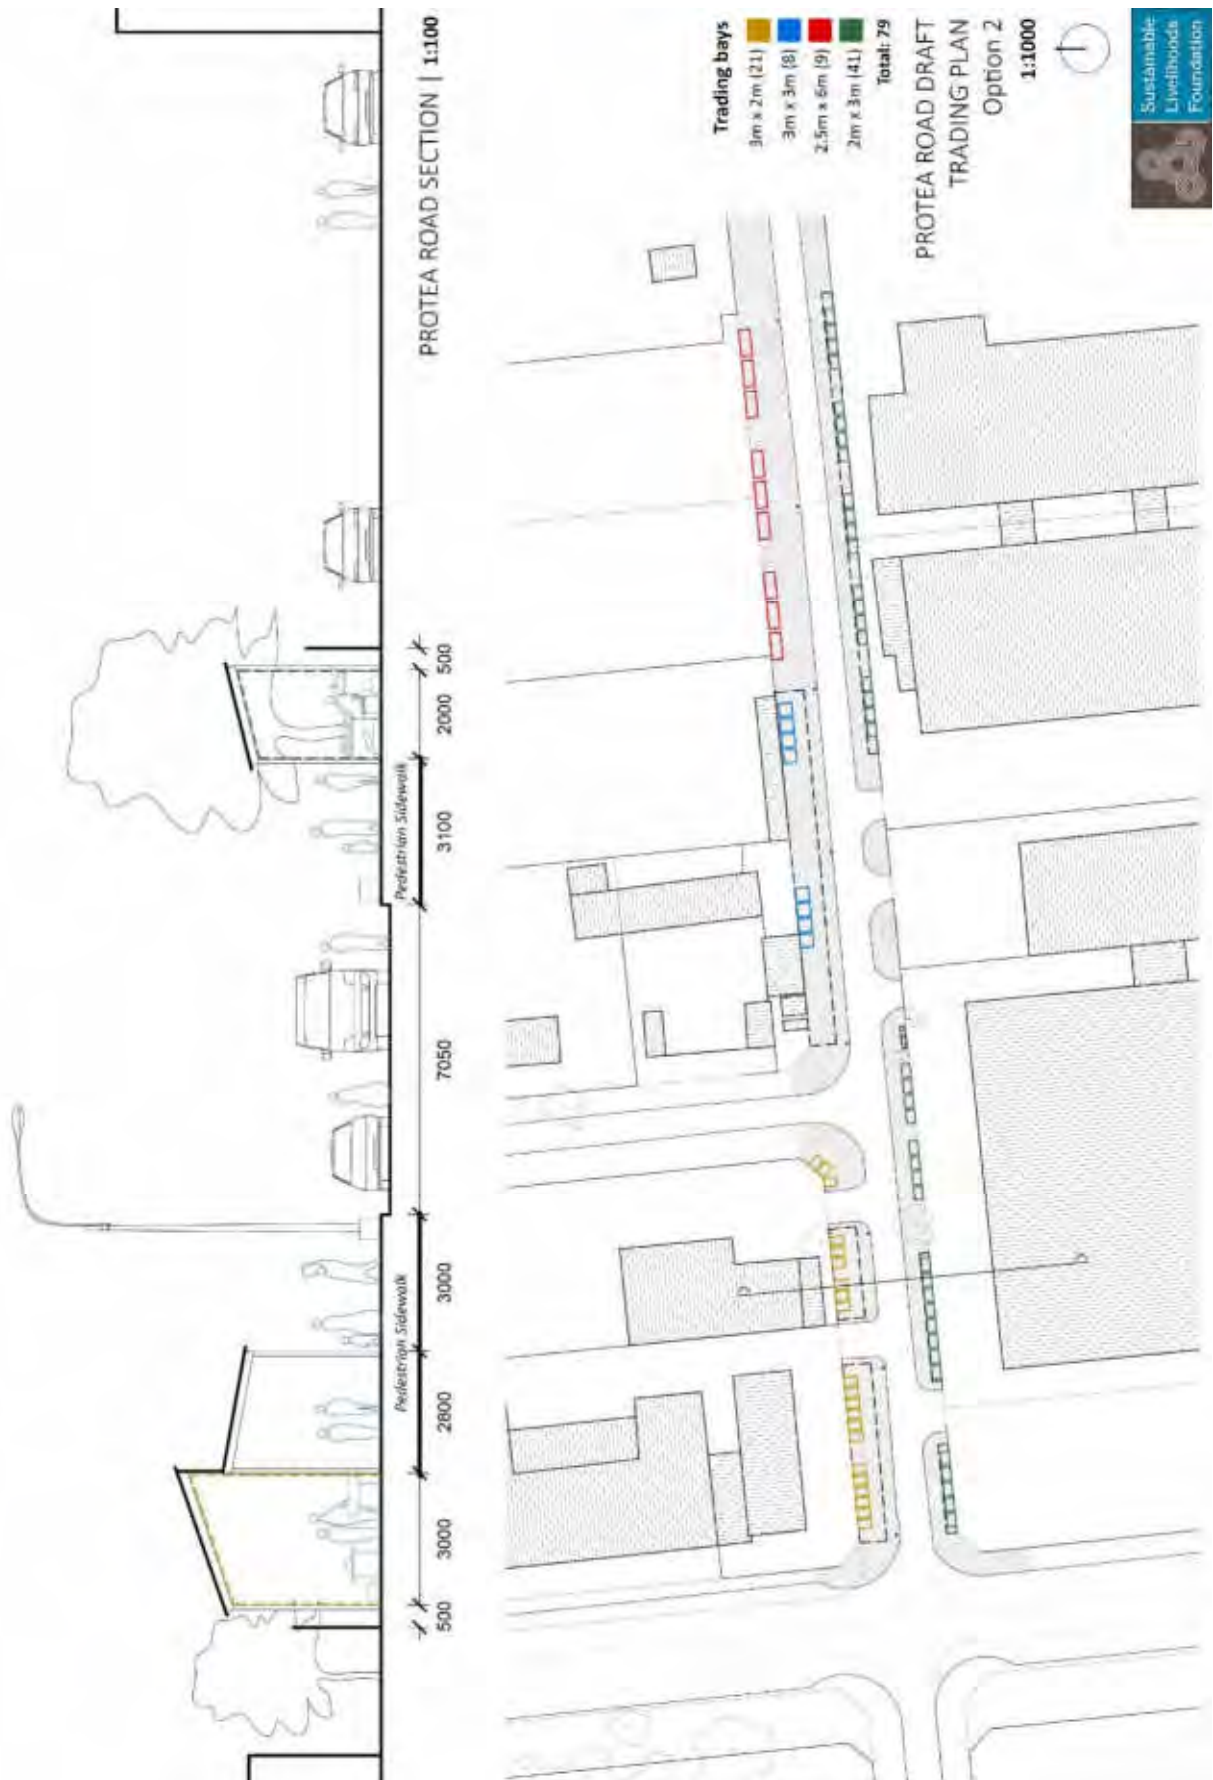 500
3000
2800
3000
7050
3100
2000
500
Pedestrian Sidewalk
Pedestrian Sidewalk
PROTEA ROAD SECTION | 1:100
Trading bays
3m x 2m (21)
3m x 3m (8)
2.5m x 6m (9)
2m x 3m (41)
Total: 79
PROTEA ROAD DRAFT
TRADING PLAN
Option 2
1:1000
Sustainable
Livelihoods
Foundation